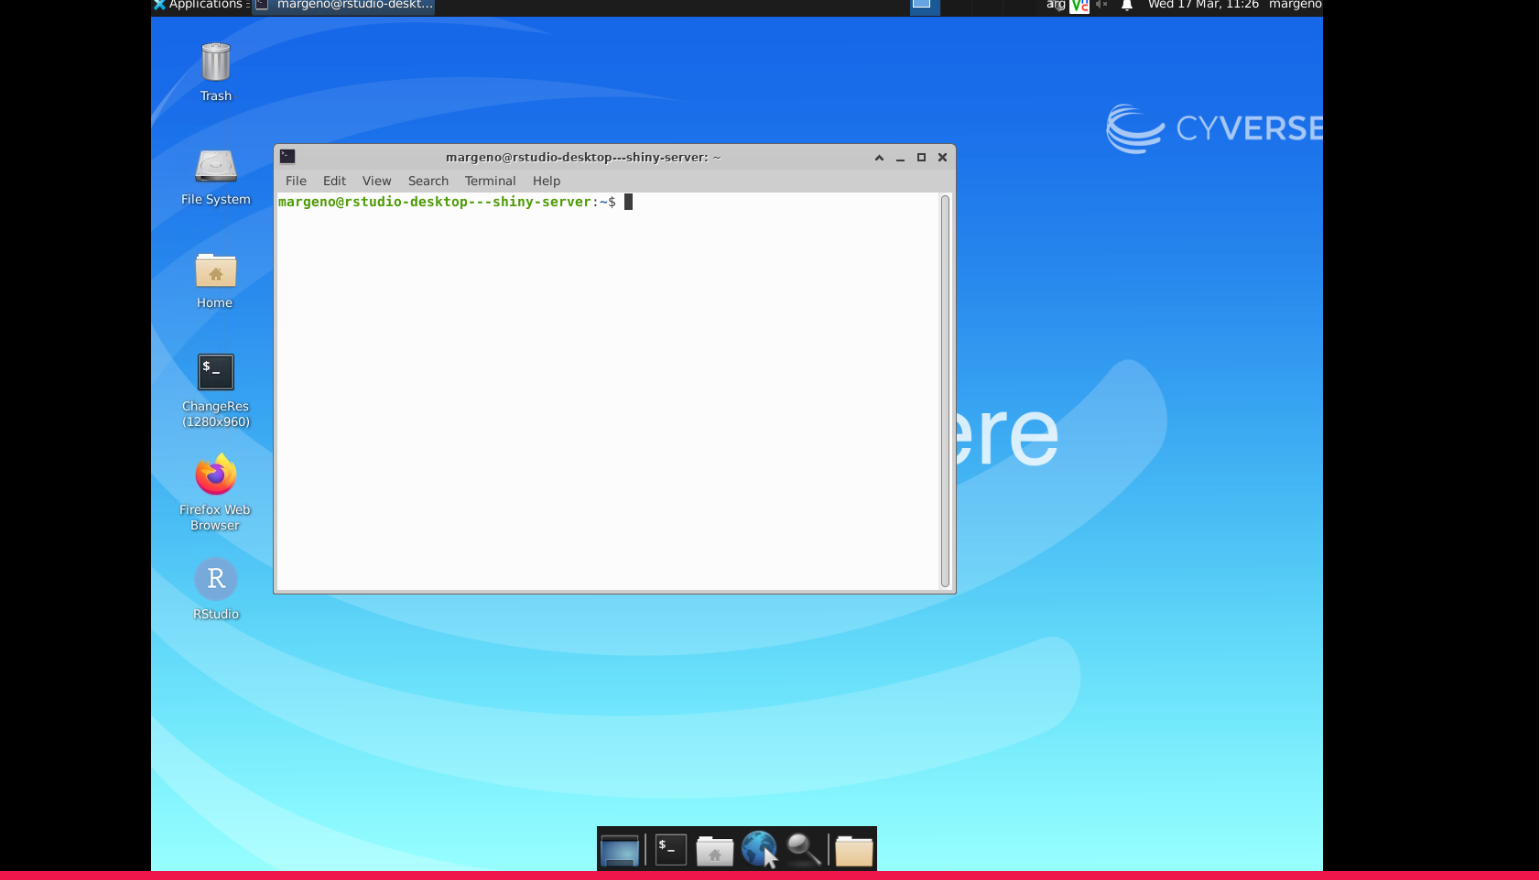 Applications
margeno@rstudio-deskt...
Wed 17 Mar, 11:26 margeno
Trash
CYVERSE
margeno@rstudio-desktop---shiny-server: ~
File Edit View Search Terminal Help
margeno@rstudio-desktop---shiny-server:~$
File System
Home
$_
ChangeRes
(1280x960)
ere
Firefox Web
Browser
R
RStudio
$_